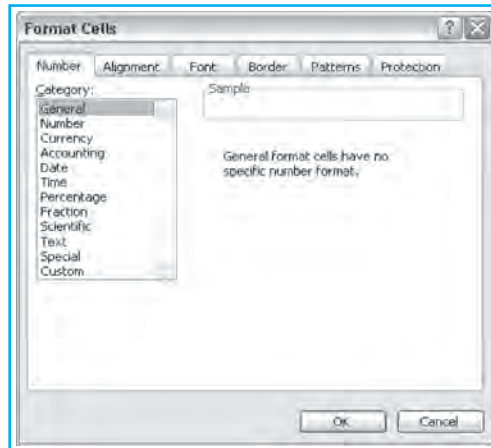 Format Cells
Number Alignment Font Border Patterns Protection
Category:
General
Number
Currency
Accounting
Date
Time
Percentage
Fraction
Scientific
Text
Special
Custom
Sample
General format cells have no
specific number format.
OK Cancel